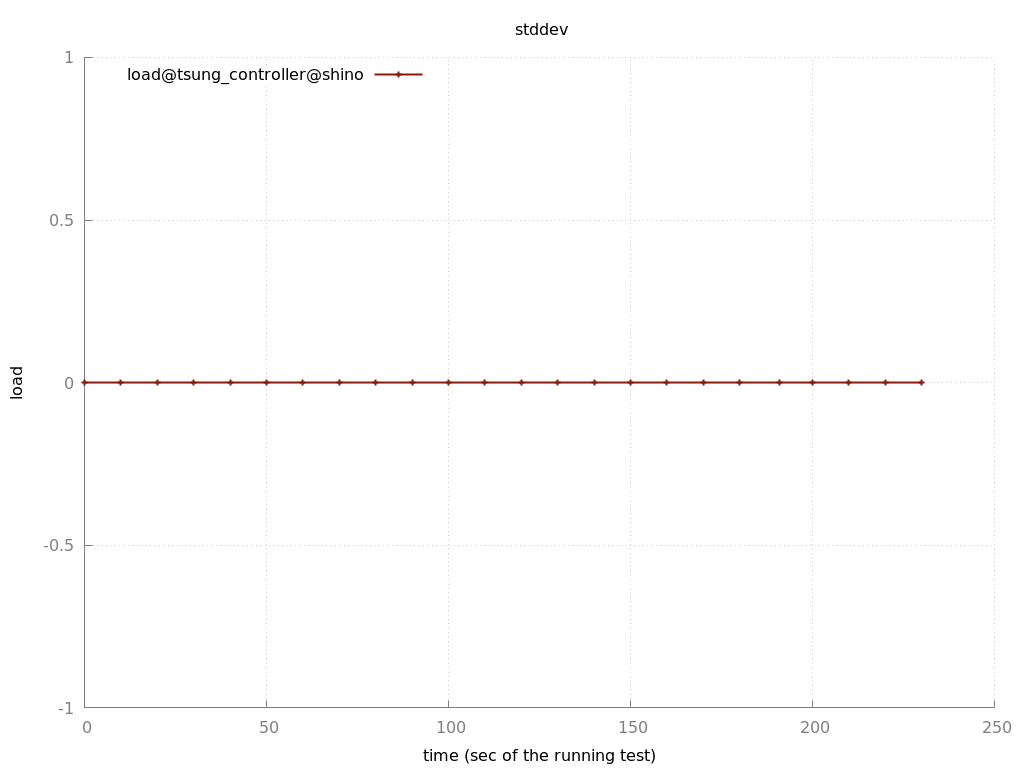 stddev
load@tsung_controller@shino
1
0.5
0
-0.5
-1
load
0 50 100 150 200 250
time (sec of the running test)